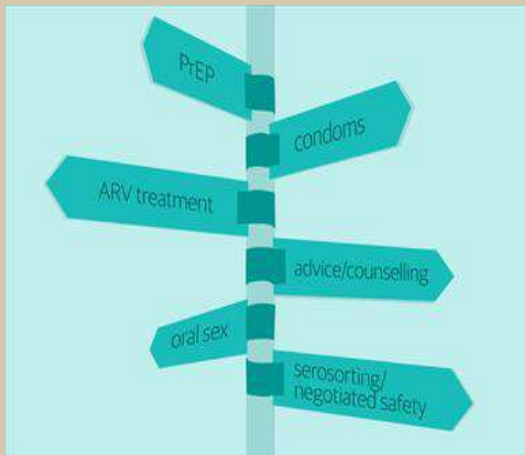 PrEP
condoms
ARV treatment
advice/counselling
oral sex
serosorting/
negotiated safety